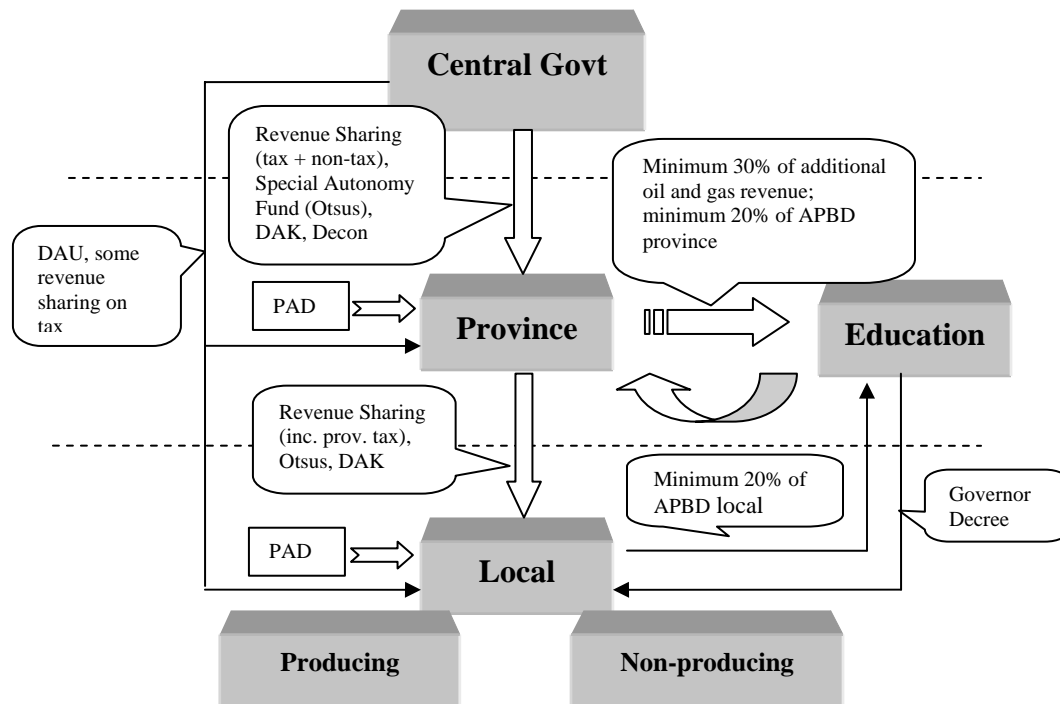 Central Govt
Revenue Sharing
(tax + non-tax),
Special Autonomy
Fund (Otsus),
DAK, Decon
Minimum 30% of additional
oil and gas revenue;
minimum 20% of APBD
province
DAU, some
revenue
sharing on
tax
PAD
Province
Education
Revenue Sharing
(inc. prov. tax),
Otsus, DAK
Minimum 20% of
APBD local
Governor
Decree
PAD
Local
Producing
Non-producing